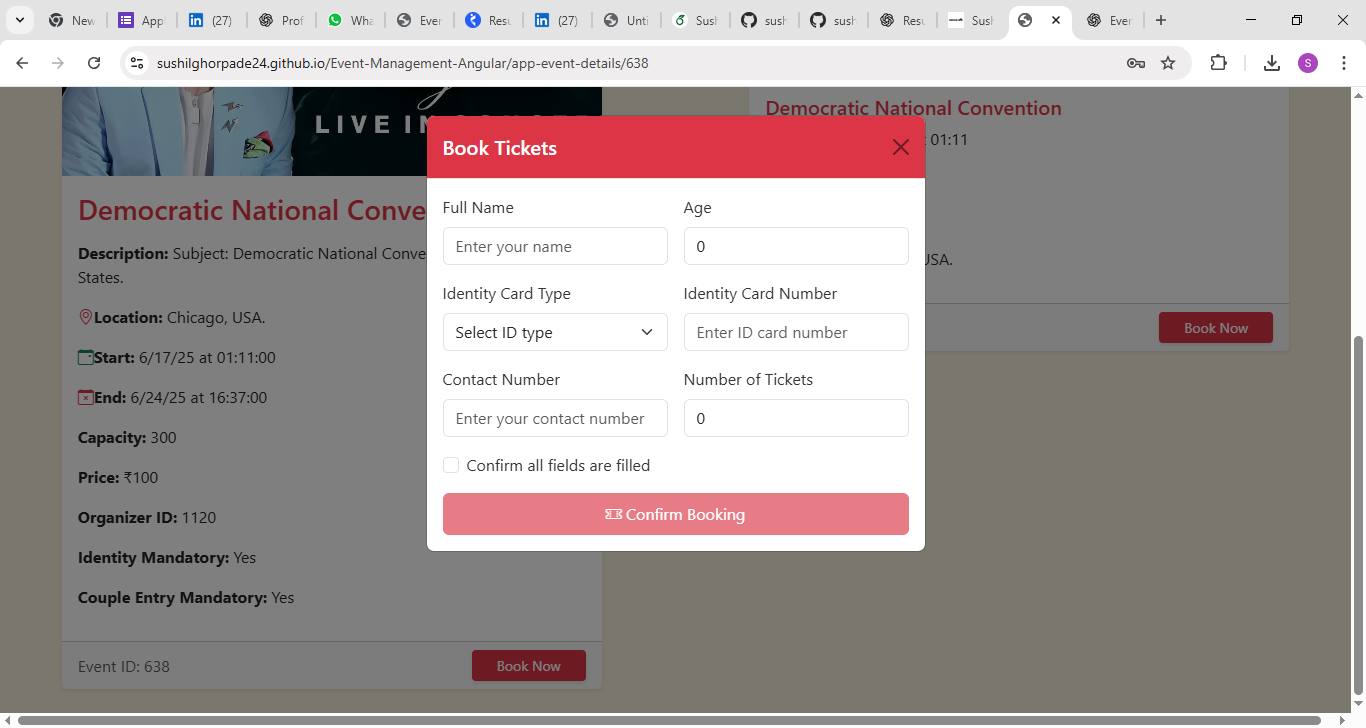 New
App
(27)
Prof
Wha
Even
Resu
(27)
Unti
Sush
sush
sush
Resu
Sush
Even
sushilghorpade24.github.io/Event-Management-Angular/app-event-details/638
S
LIVE IN
Democratic National Conve
Description: Subject: Democratic National Conve
States.
Location: Chicago, USA.
Start: 6/17/25 at 01:11:00
End: 6/24/25 at 16:37:00
Capacity: 300
Price: ₹100
Organizer ID: 1120
Identity Mandatory: Yes
Couple Entry Mandatory: Yes
Event ID: 638
Book Now
Book Tickets
Full Name
Age
Enter your name
0
Identity Card Type
Identity Card Number
Select ID type
Enter ID card number
Contact Number
Number of Tickets
Enter your contact number
0
Confirm all fields are filled
Confirm Booking
Democratic National Convention
01:11
USA.
Book Now